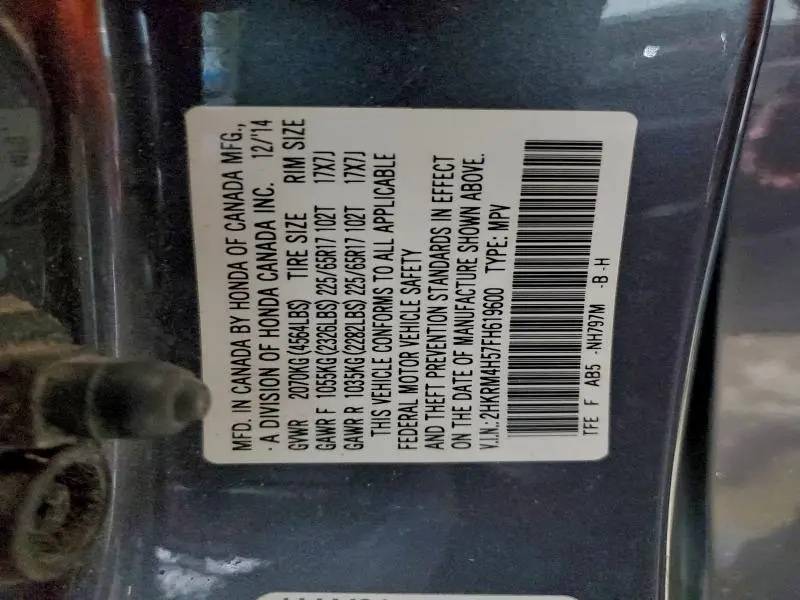 MFD. IN CANADA BY HONDA OF CANADA MFG.,
A DIVISION OF HONDA CANADA INC. 12/14
GVWR 2070KG(4564LBS) TIRE SIZE RIM SIZE
GAWR F 1055KG(2326LBS) 225/65R17 102T 17X7J
GAWR R 1035KG(2282LBS) 225/65R17 102T 17X7J
THIS VEHICLE CONFORMS TO ALL APPLICABLE
FEDERAL MOTOR VEHICLE SAFETY
AND THEFT PREVENTION STANDARDS IN EFFECT
ON THE DATE OF MANUFACTURE SHOWN ABOVE.
V.I.N.: 2HKRM4H57FH619600 TYPE: MPV
TFE F AB5 -NH797M -B -H